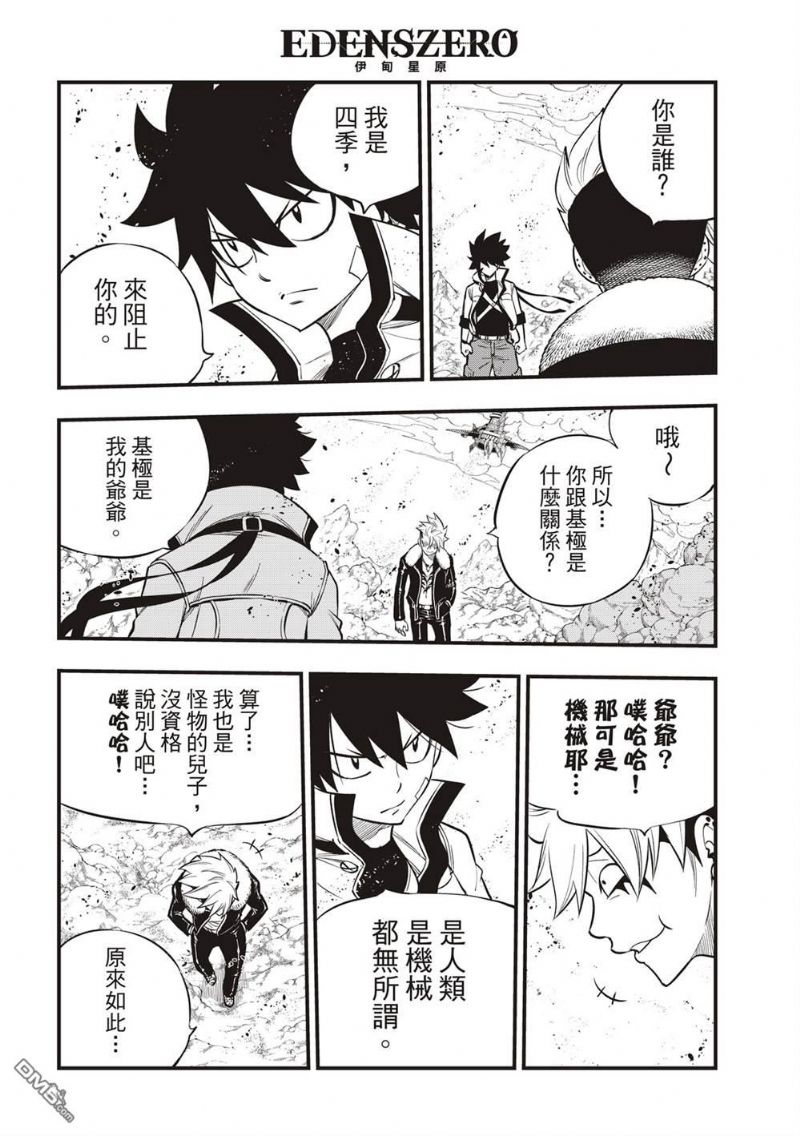 EDENSZERO
伊甸星原
你是誰？
我是
四季，
來阻止
你的。
哦～
所以…
你跟基極是
什麼關係？
基極是
我的爺爺。
爺爺？
噗哈哈！
那可是
機械耶…
是人類
是機械
都無所謂。
算了…
我也是
怪物的兒子，
沒資格
說別人吧…
噗哈哈！
原來如此…
DM5